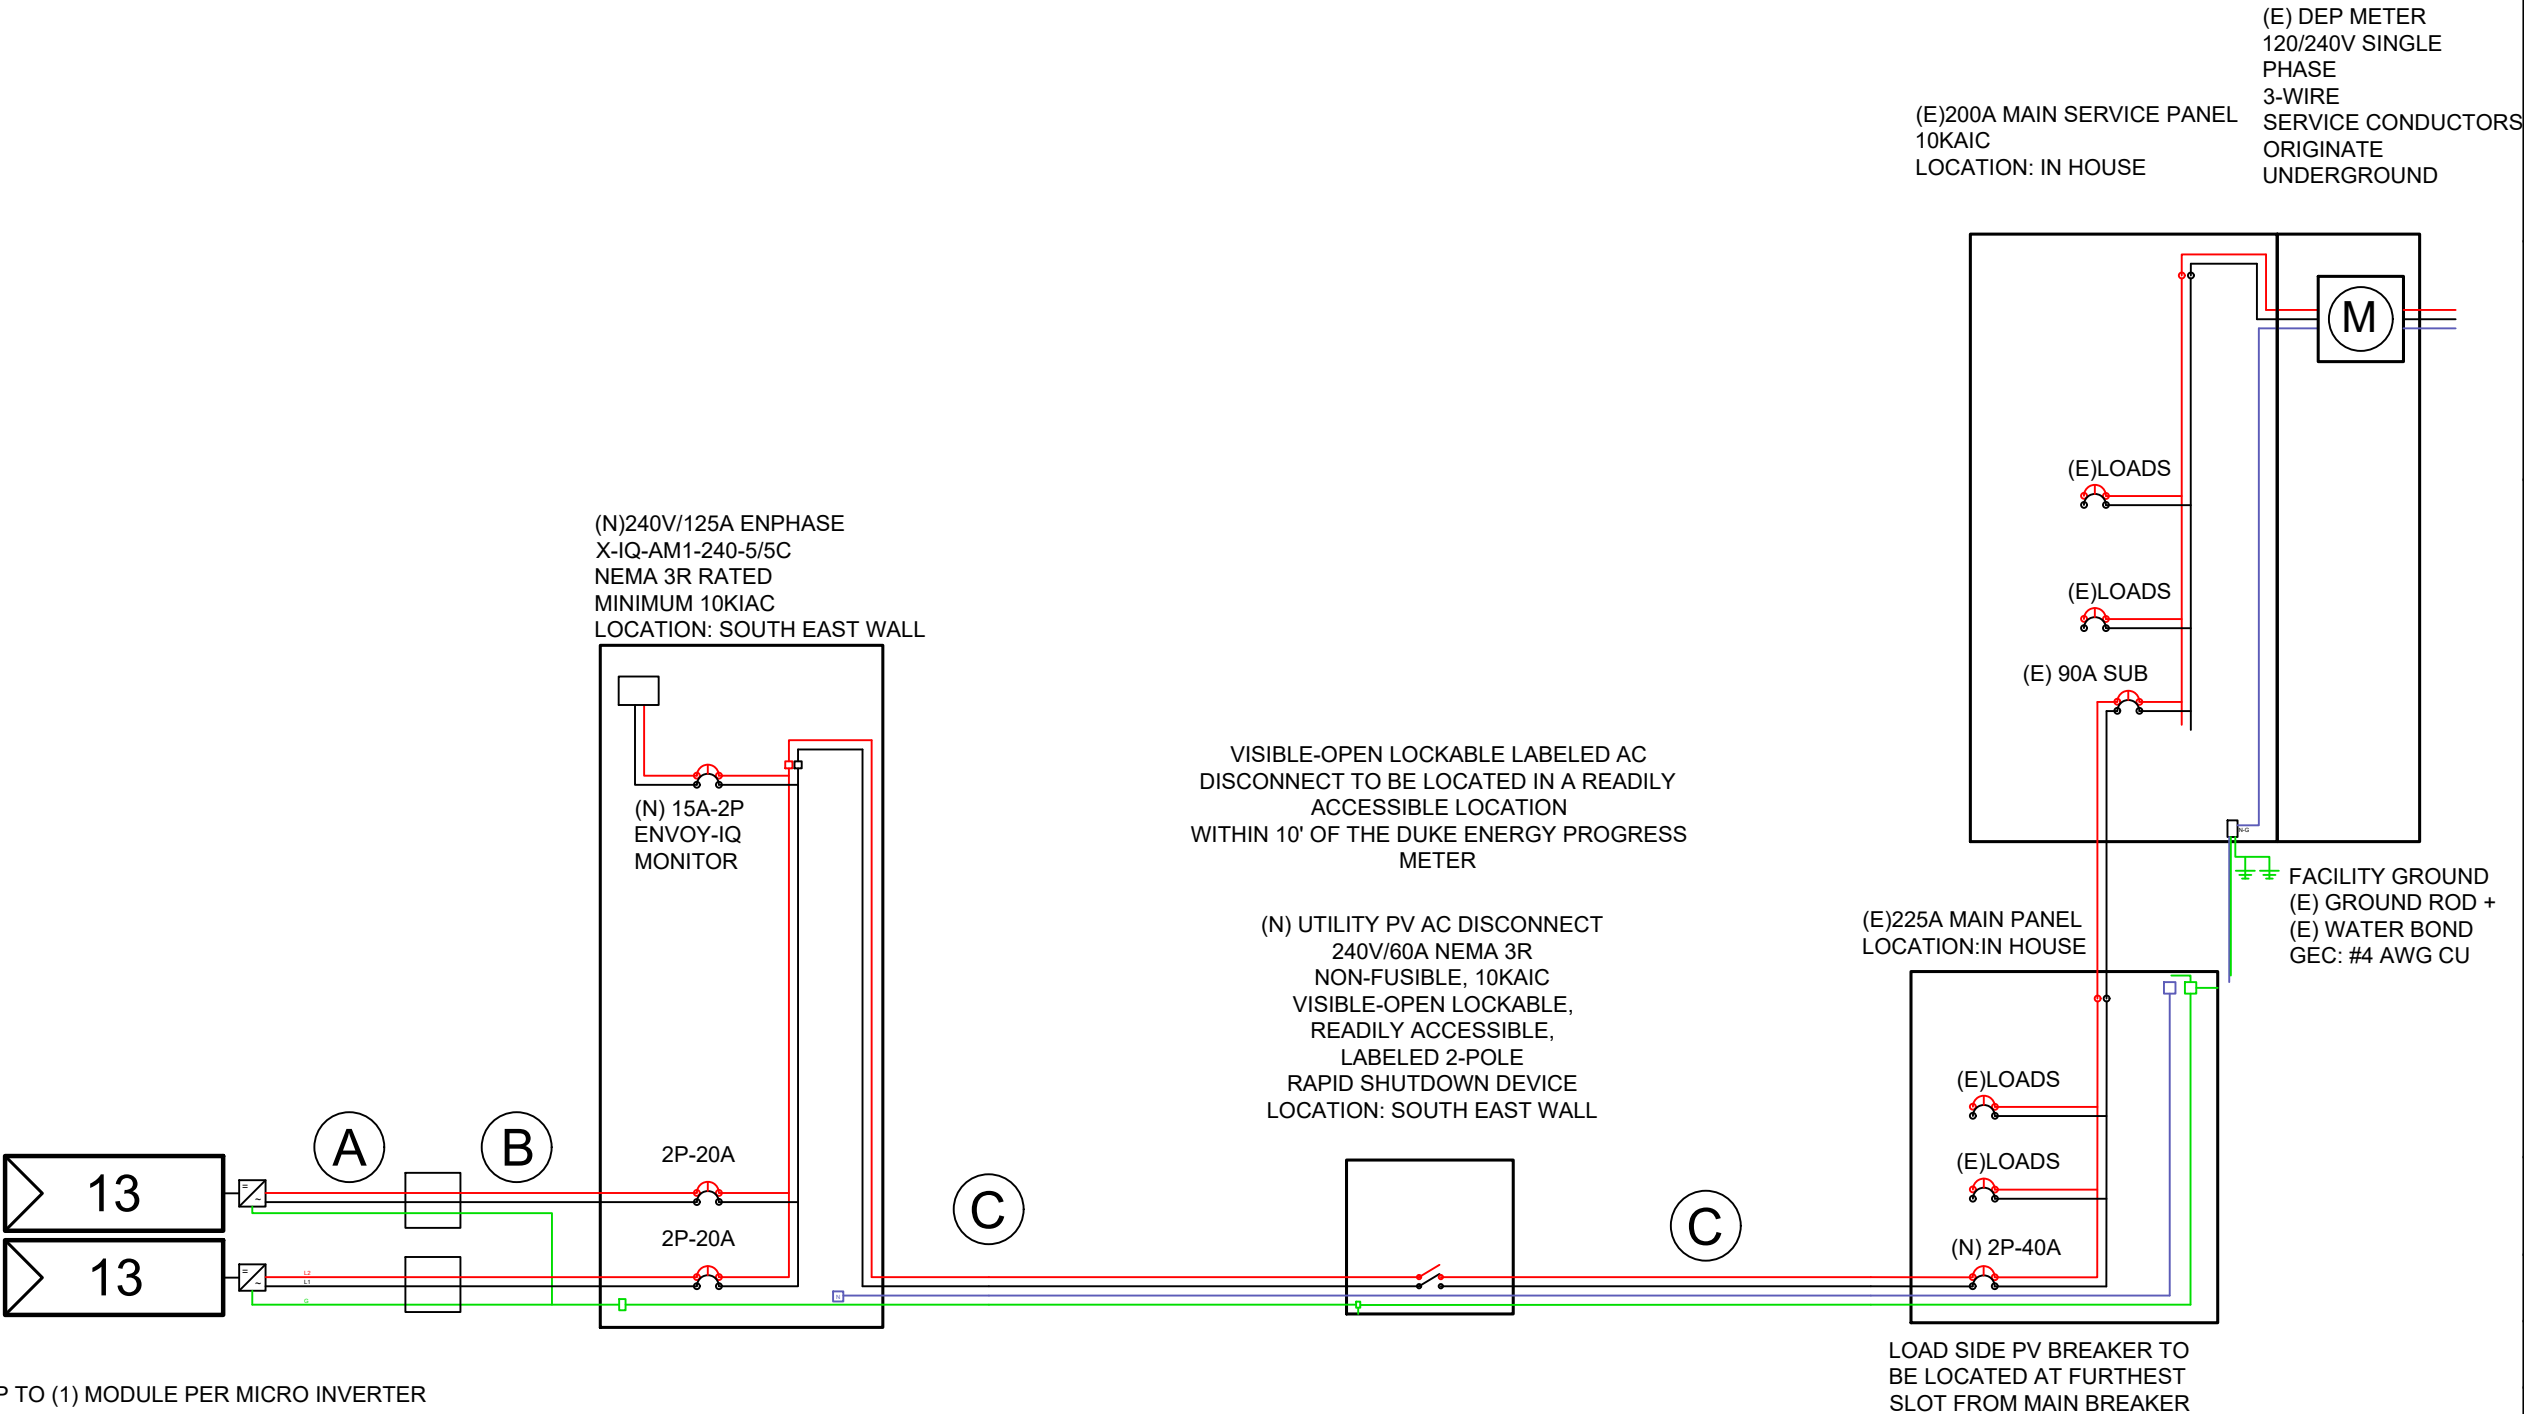 (E) DEP METER
120/240V SINGLE
PHASE
3-WIRE
SERVICE CONDUCTORS
ORIGINATE
UNDERGROUND
(E)200A MAIN SERVICE PANEL
10KAIC
LOCATION: IN HOUSE
M
(E)LOADS
(E)LOADS
(E) 90A SUB
N-G
FACILITY GROUND
(E) GROUND ROD +
(E) WATER BOND
GEC: #4 AWG CU
(N)240V/125A ENPHASE
X-IQ-AM1-240-5/5C
NEMA 3R RATED
MINIMUM 10KIAC
LOCATION: SOUTH EAST WALL
(N) 15A-2P
ENVOY-IQ
MONITOR
2P-20A
2P-20A
N
VISIBLE-OPEN LOCKABLE LABELED AC
DISCONNECT TO BE LOCATED IN A READILY
ACCESSIBLE LOCATION
WITHIN 10' OF THE DUKE ENERGY PROGRESS
METER
(N) UTILITY PV AC DISCONNECT
240V/60A NEMA 3R
NON-FUSIBLE, 10KAIC
VISIBLE-OPEN LOCKABLE,
READILY ACCESSIBLE,
LABELED 2-POLE
RAPID SHUTDOWN DEVICE
LOCATION: SOUTH EAST WALL
(E)225A MAIN PANEL
LOCATION:IN HOUSE
(E)LOADS
(E)LOADS
(N) 2P-40A
LOAD SIDE PV BREAKER TO
BE LOCATED AT FURTHEST
SLOT FROM MAIN BREAKER
A
B
C
C
13
13
L2
L1
G
P TO (1) MODULE PER MICRO INVERTER